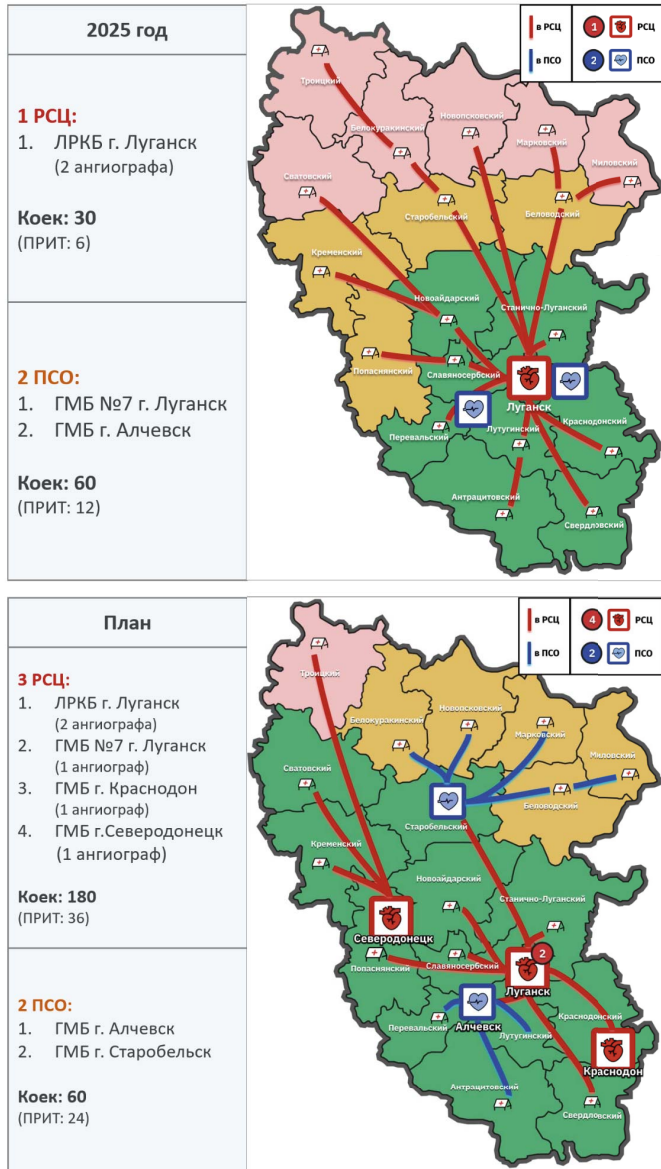 2025 год
1 РСЦ:
1. ЛРКБ г. Луганск
(2 ангиографа)
Коек: 30
(ПРИТ: 6)
2 ПСО:
1. ГМБ №7 г. Луганск
2. ГМБ г. Алчевск
Коек: 60
(ПРИТ: 12)
в РСЦ
1 РСЦ
в ПСО
2 ПСО
Троицкий
Белокуракинский
Новопсковский
Марковский
Миловский
Сватовский
Старобельский
Беловодский
Кременский
Новоайдарский
Станично-Луганский
Попаснинский
Славяносербский
Луганск
Перевальский
Лутугинский
Краснодонский
Антрацитовский
Свердловский
План
3 РСЦ:
1. ЛРКБ г. Луганск
(2 ангиографа)
2. ГМБ №7 г. Луганск
(1 ангиограф)
3. ГМБ г. Краснодон
(1 ангиограф)
4. ГМБ г.Северодонецк
(1 ангиограф)
Коек: 180
(ПРИТ: 36)
2 ПСО:
1. ГМБ г. Алчевск
2. ГМБ г. Старобельск
Коек: 60
(ПРИТ: 24)
в РСЦ
4 РСЦ
в ПСО
2 ПСО
Троицкий
Белокуракинский
Новопсковский
Марковский
Миловский
Сватовский
Беловодский
Старобельский
Кременский
Новоайдарский
Станично-Луганский
Северодонецк
2
Попаснянский
Славяносербский
Луганск
Краснодонский
Перевальский
Алчевск
Лутугинский
Краснодон
Антрацитовский
Свердловский